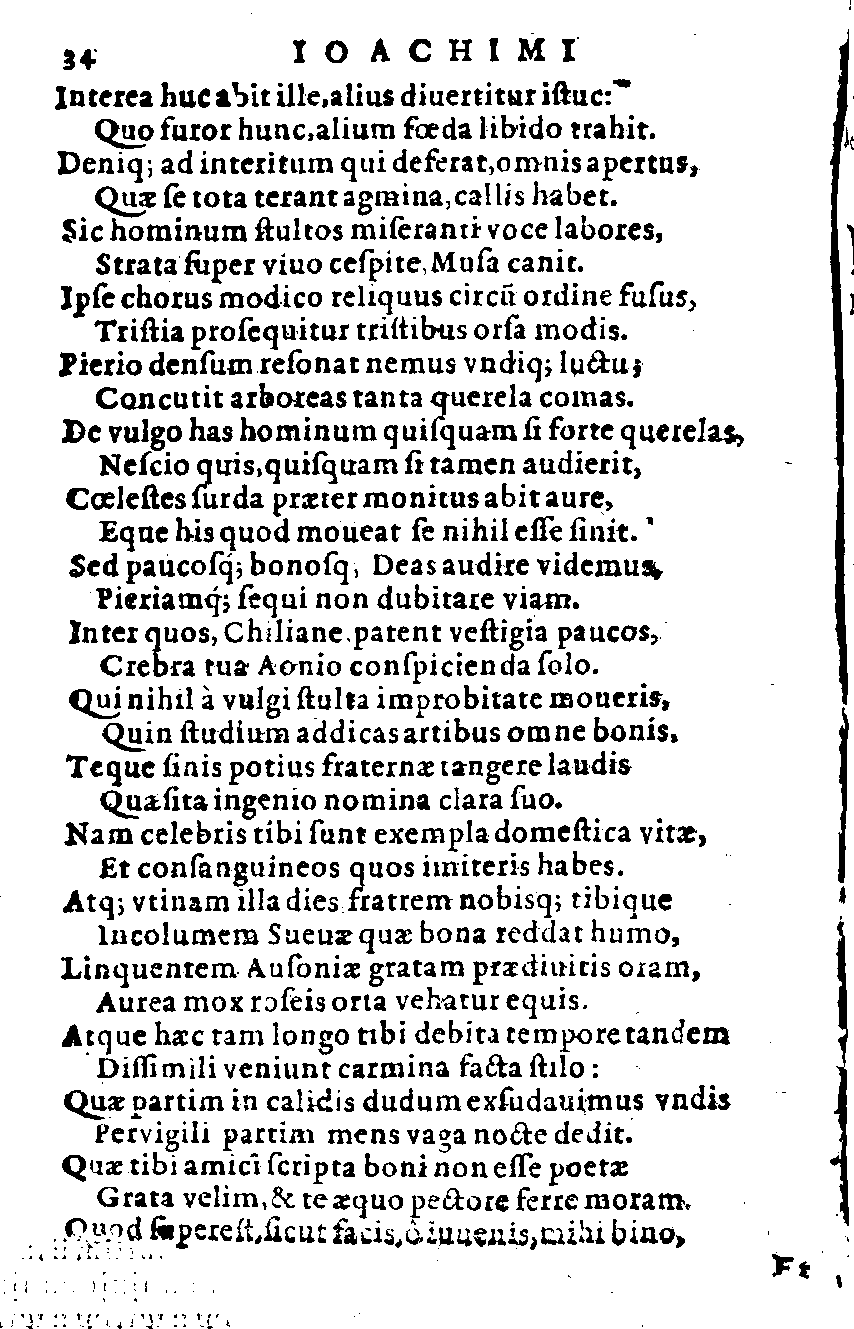 34 IOACHIMI
Interea huc abit ille,alius diuertitur iſtuc:
Quo furor hunc,alium fœda libido trahit.
Deniq; ad interitum qui deferat,omnis apertus,
Quæ ſe tota terant agmina,callis habet.
Sic hominum ſtultos miſeranti voce labores,
Strata ſuper viuo ceſpite,Muſa canit.
Ipſe chorus modico reliquus circū ordine fuſus,
Triſtia proſequitur triſtibus orſa modis.
Pierio denſum reſonat nemus vndiq; luctu;
Concutit arboreas tanta querela comas.
De vulgo has hominum quiſquam ſi forte querelas,
Neſcio quis,quiſquam ſi tamen audierit,
Cœleſtes ſurda præter monitus abit aure,
Eque his quod moueat ſe nihil eſſe ſinit.
Sed paucoſq́; bonoſq, Deas audire videmus,
Pieriamq́; ſequi non dubitare viam.
Inter quos, Chiliane,patent veſtigia paucos,
Crebra tua Aonio conſpicienda ſolo.
Qui nihil à vulgi ſtulta improbitate moueris,
Quin ſtudium addicas artibus omne bonis.
Teque ſinis potius fraternæ tangere laudis
Quæſita ingenio nomina clara ſuo.
Nam celebris tibi ſunt exempla domeſtica vitæ,
Et conſanguineos quos imiteris habes.
Atq; vtinam illa dies fratrem nobisq; tibique
Incolumem Sueuæ quæ bona reddat humo,
Linquentem Auſoniæ gratam prædiuitis oram,
Aurea mox roſeis orta vehatur equis.
Atque hæc tam longo tibi debita tempore tandem
Diſſimili veniunt carmina facta ſtilo:
Quæ partim in calidis dudum exſudauimus vndis
Pervigili partim mens vaga nocte dedit.
Quæ tibi amici ſcripta boni non eſſe poetæ
Grata velim,& te æquo pectore ferre moram.
Quod ſupereſt,ſicut facis,ô iuuenis,mihi bino,
Et